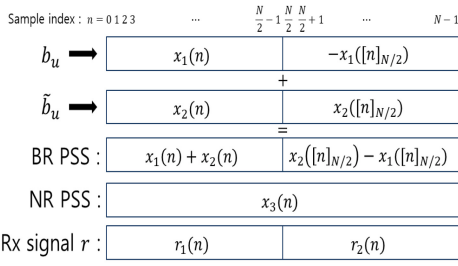 Sample index : n = 0 1 2 3 ... N/2 − 1 N/2 N/2 + 1 ... N − 1
b_u x_1(n) −x_1([n]_{N/2})
+
b̃_u x_2(n) x_2([n]_{N/2})
=
BR PSS : x_1(n) + x_2(n) x_2([n]_{N/2}) − x_1([n]_{N/2})
NR PSS : x_3(n)
Rx signal r : r_1(n) r_2(n)